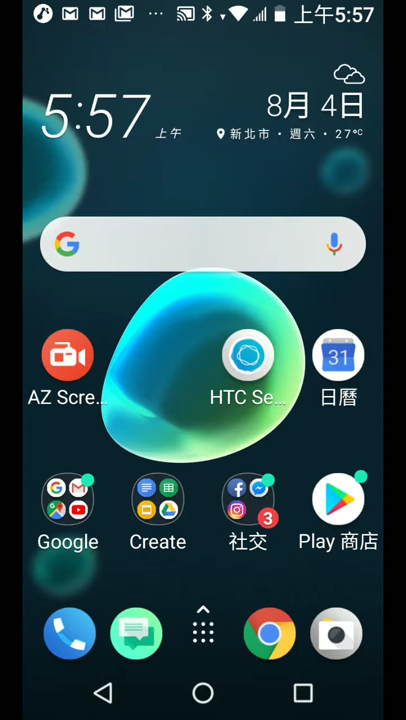 上午5:57
5:57 上午
8月 4日
新北市 • 週六 • 27°C
G
AZ Scre...
HTC Se...
31
日曆
Google
Create
3
社交
Play 商店